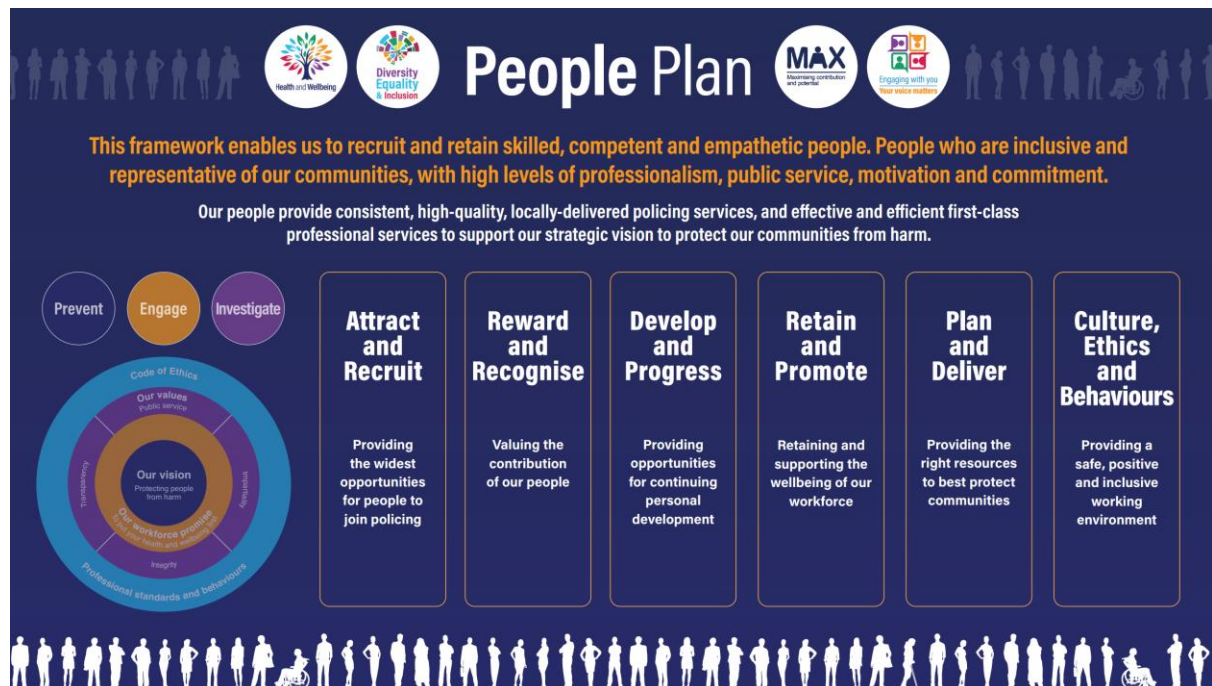 Health and Wellbeing
Diversity
Equality
& Inclusion
People Plan
MAX
Maximising contribution
and potential
Engaging with you
Your voice matters
This framework enables us to recruit and retain skilled, competent and empathetic people. People who are inclusive and
representative of our communities, with high levels of professionalism, public service, motivation and commitment.
Our people provide consistent, high-quality, locally-delivered policing services, and effective and efficient first-class
professional services to support our strategic vision to protect our communities from harm.
Prevent
Engage
Investigate
Code of Ethics
Our values
Public service
Transparency
Impartiality
Our vision
Protecting people
from harm
Our workforce promise
To put your health and wellbeing first
Integrity
Professional standards and behaviours
Attract
and
Recruit
Providing
the widest
opportunities
for people to
join policing
Reward
and
Recognise
Valuing the
contribution
of our people
Develop
and
Progress
Providing
opportunities
for continuing
personal
development
Retain
and
Promote
Retaining and
supporting the
wellbeing of our
workforce
Plan
and
Deliver
Providing the
right resources
to best protect
communities
Culture,
Ethics
and
Behaviours
Providing a
safe, positive
and inclusive
working
environment